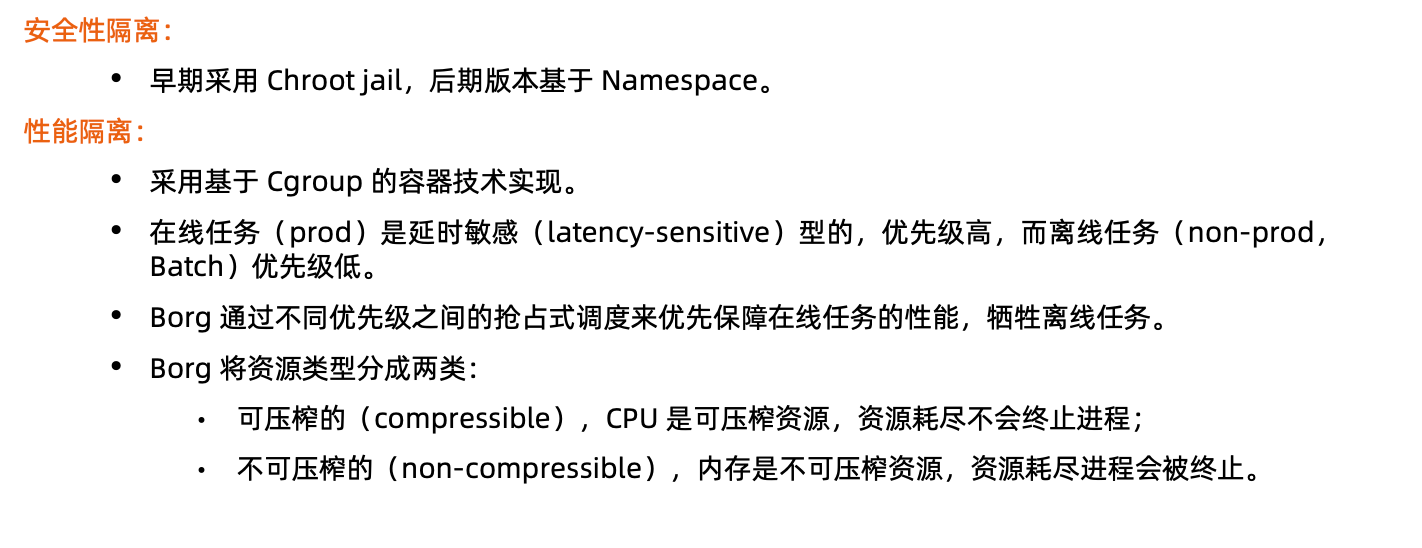 安全性隔离：
• 早期采用 Chroot jail，后期版本基于 Namespace。
性能隔离：
• 采用基于 Cgroup 的容器技术实现。
• 在线任务（prod）是延时敏感（latency-sensitive）型的，优先级高，而离线任务（non-prod，
Batch）优先级低。
• Borg 通过不同优先级之间的抢占式调度来优先保障在线任务的性能，牺牲离线任务。
• Borg 将资源类型分成两类：
• 可压榨的（compressible），CPU 是可压榨资源，资源耗尽不会终止进程；
• 不可压榨的（non-compressible），内存是不可压榨资源，资源耗尽进程会被终止。